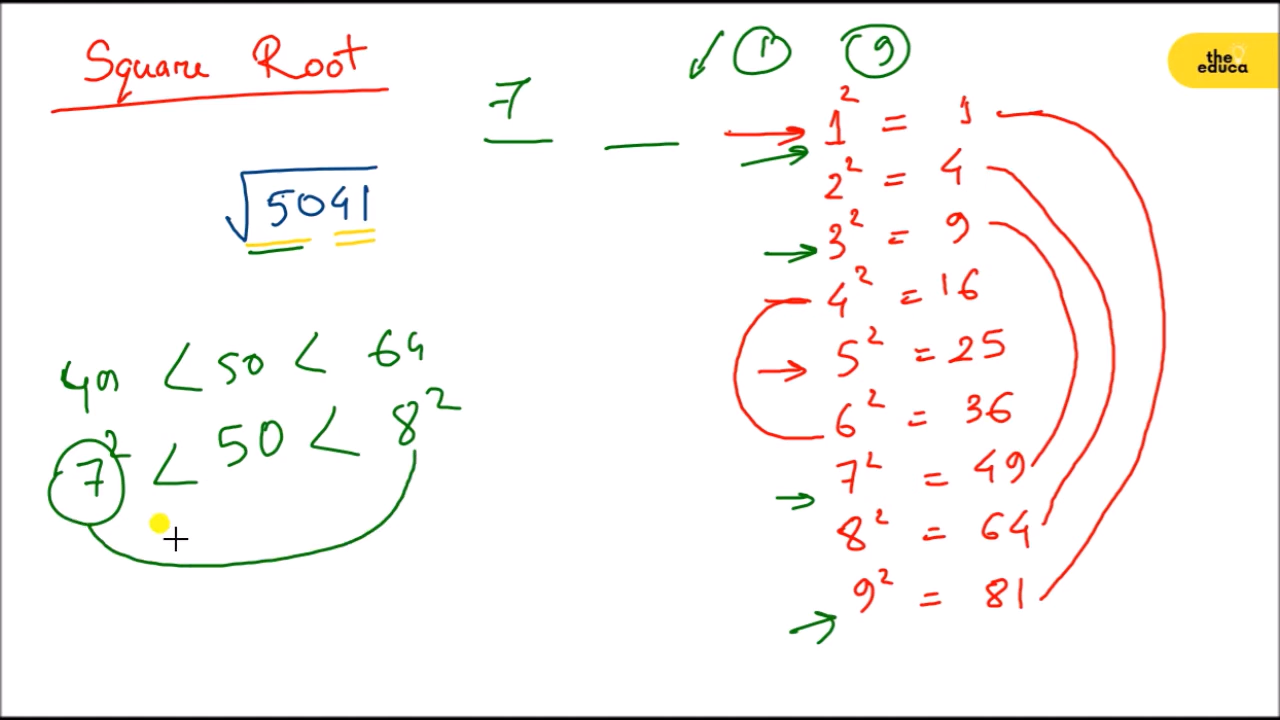 Square Root
√5041
7
1 9
1² = 1
2² = 4
3² = 9
4² = 16
5² = 25
6² = 36
7² = 49
8² = 64
9² = 81
49 < 50 < 64
7² < 50 < 8²
the
educa